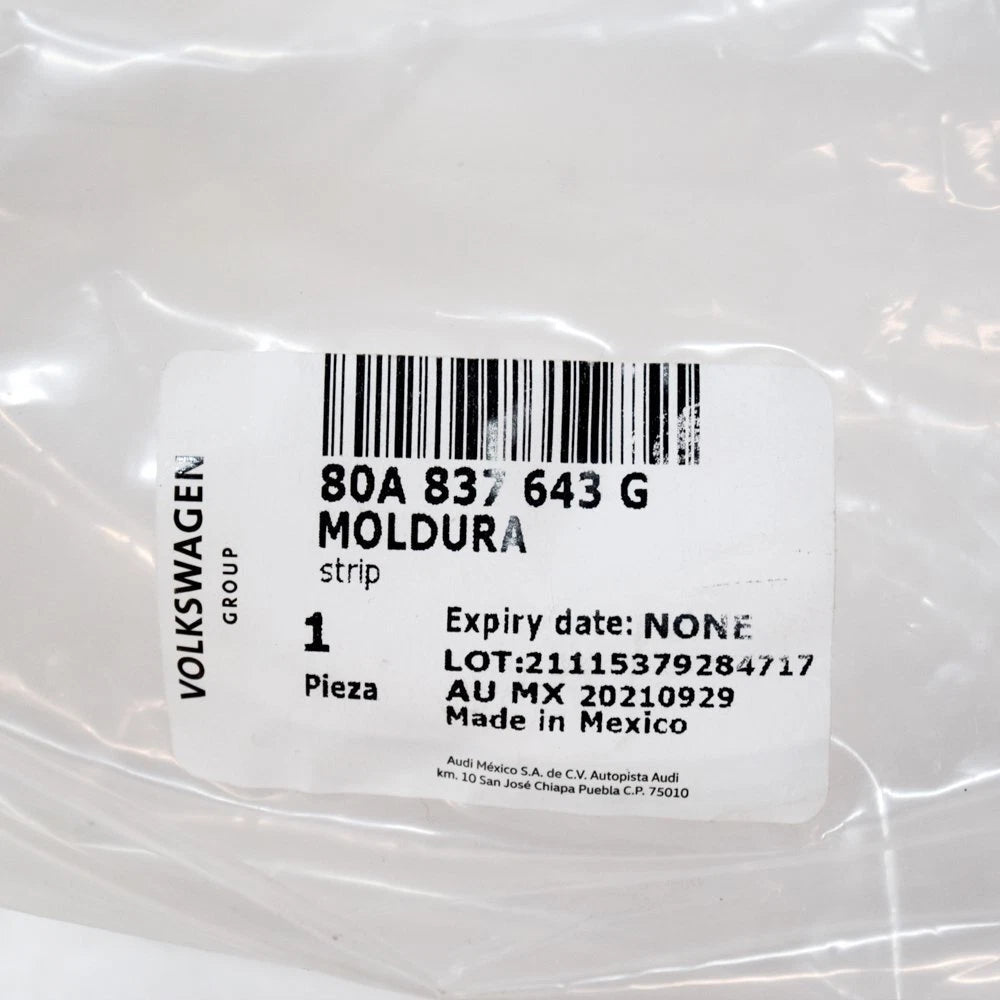 VOLKSWAGEN
GROUP
80A 837 643 G
MOLDURA
strip
1
Pieza
Expiry date: NONE
LOT:21115379284717
AU MX 20210929
Made in Mexico
Audi México S.A. de C.V. Autopista Audi
km. 10 San José Chiapa Puebla C.P. 75010